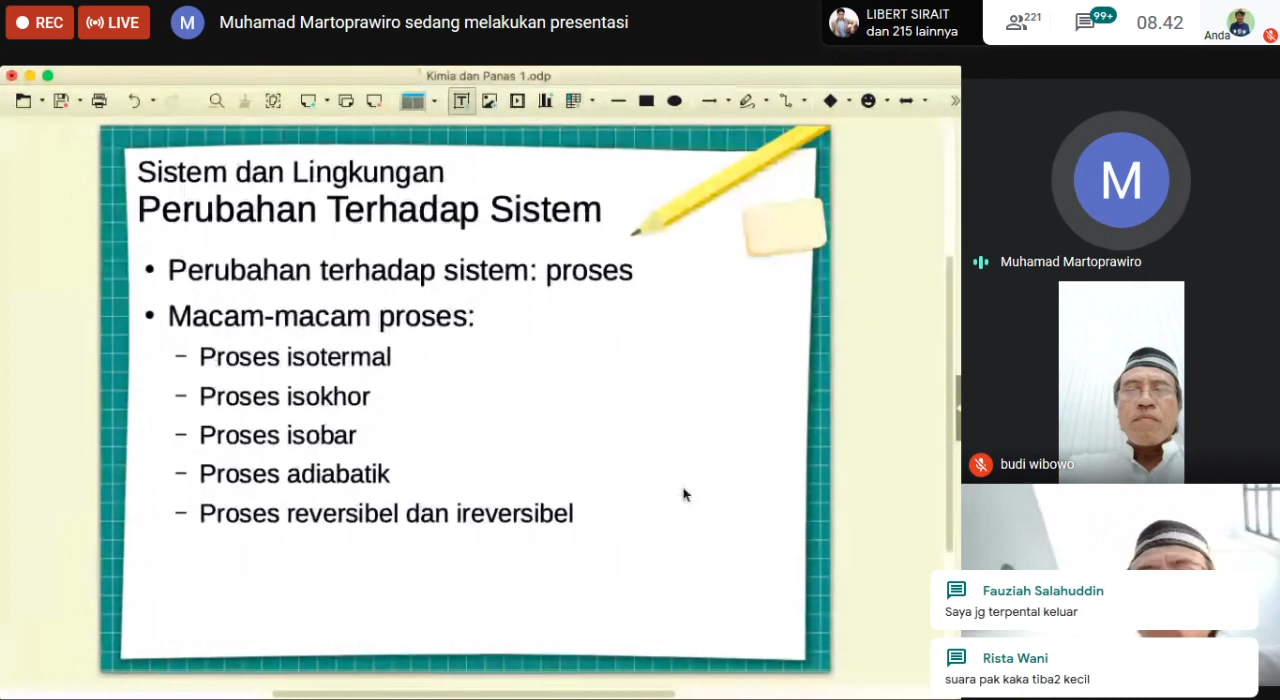 REC
LIVE
M
Muhamad Martoprawiro sedang melakukan presentasi
LIBERT SIRAIT
dan 215 lainnya
221
99+
08.42
Anda
Kimia dan Panas 1.odp
Sistem dan Lingkungan
Perubahan Terhadap Sistem
• Perubahan terhadap sistem: proses
• Macam-macam proses:
– Proses isotermal
– Proses isokhor
– Proses isobar
– Proses adiabatik
– Proses reversibel dan ireversibel
M
Muhamad Martoprawiro
budi wibowo
Fauziah Salahuddin
Saya jg terpental keluar
Rista Wani
suara pak kaka tiba2 kecil